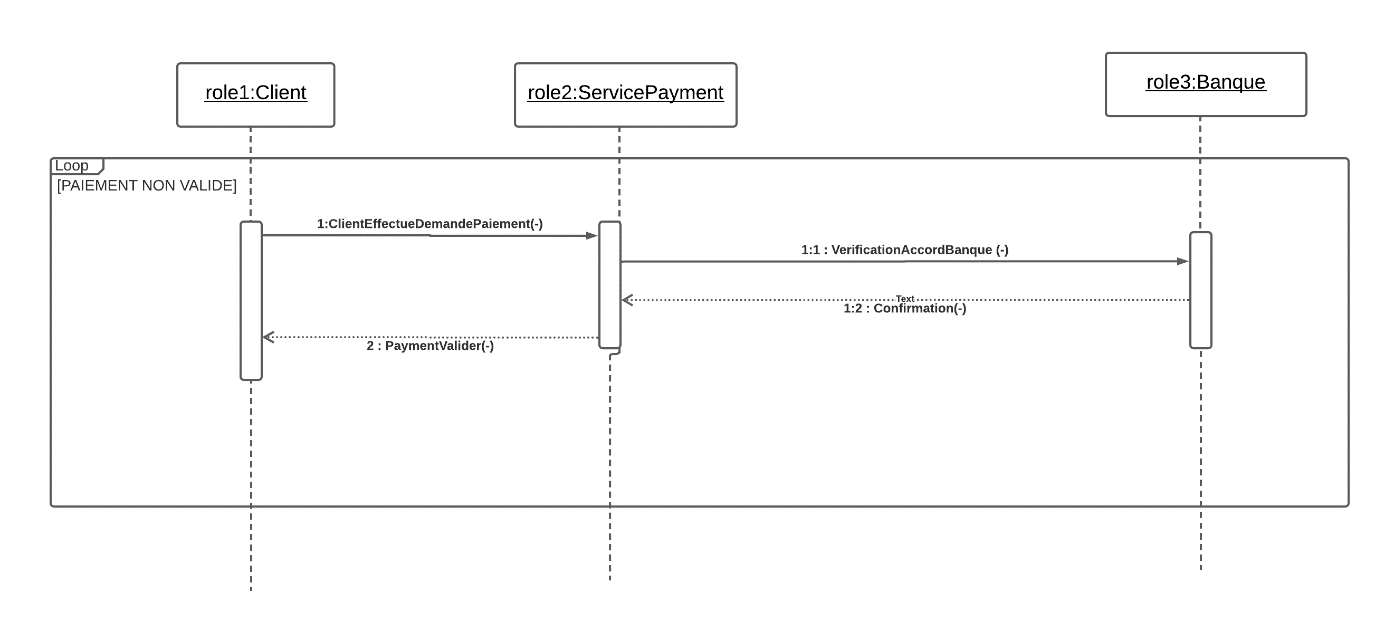 role1:Client
role2:ServicePayment
role3:Banque
Loop
[PAIEMENT NON VALIDE]
1:ClientEffectueDemandePaiement(-)
1:1 : VerificationAccordBanque (-)
Text
1:2 : Confirmation(-)
2 : PaymentValider(-)